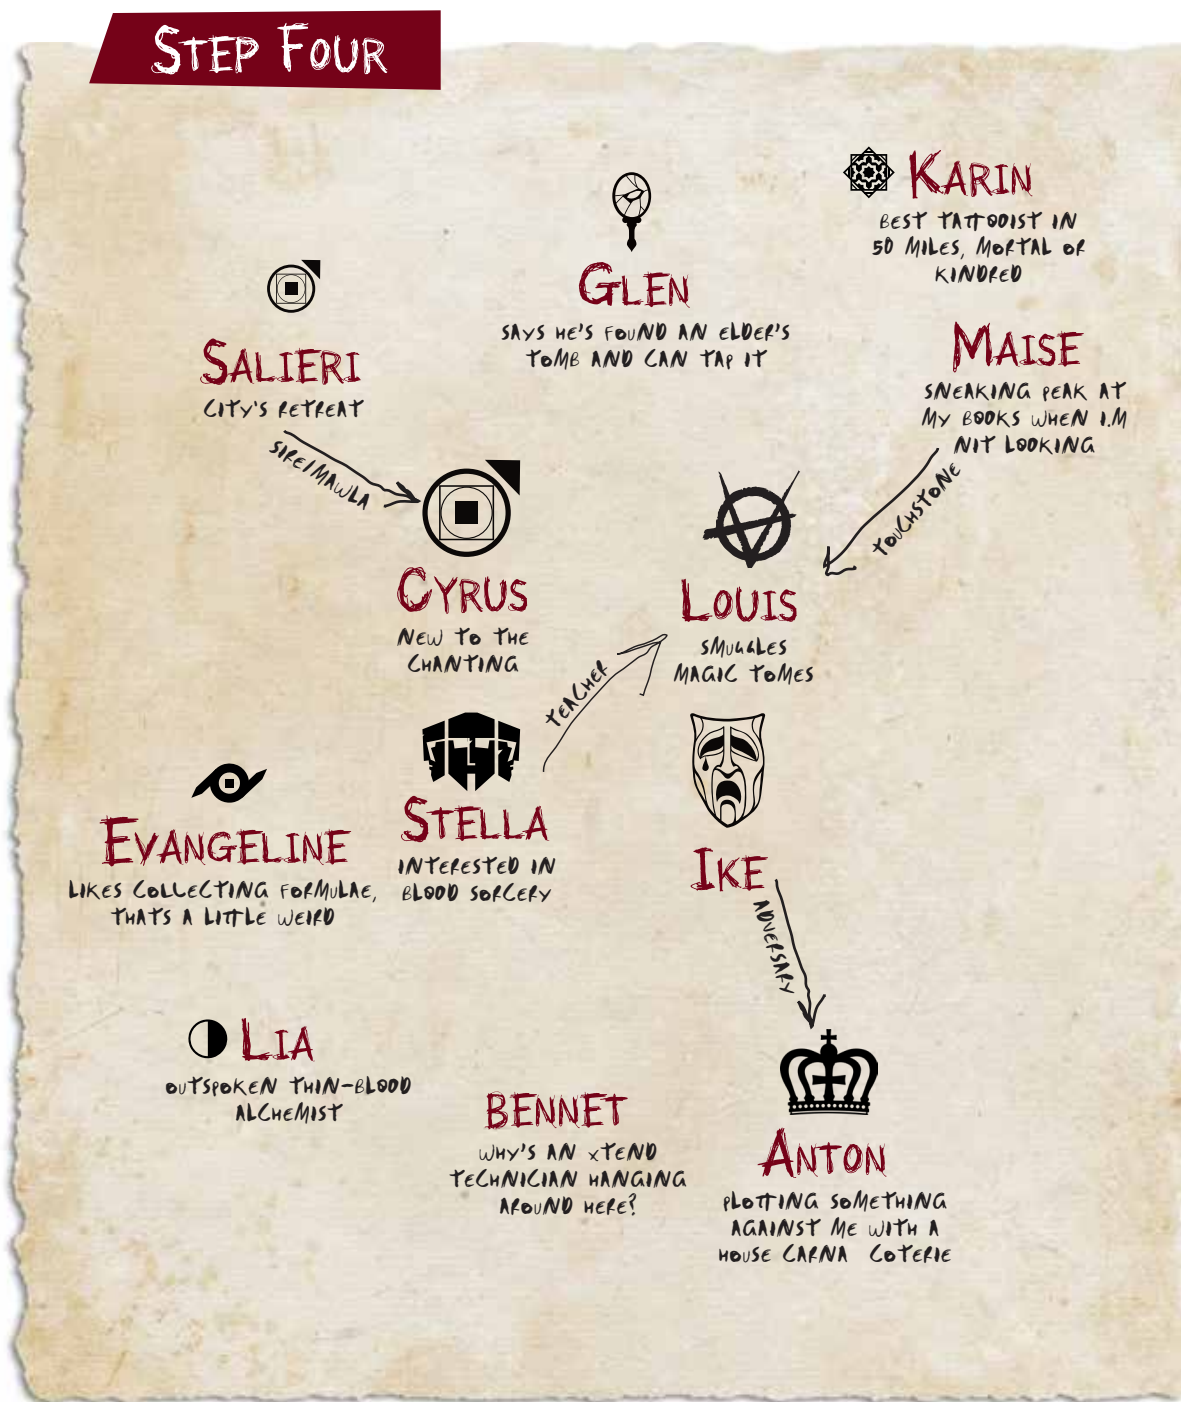 Step Four
Karin
Best tattooist in
50 miles, mortal or
Kindred
Glen
Says he's found an elder's
tomb and can tap it
Salieri
City's retreat
Maise
Sneaking peak at
my books when I.m
nit looking
Sire/Mawla
Touchstone
Cyrus
New to the
Chanting
Louis
Smuggles
magic tomes
Teacher
Evangeline
Likes collecting formulae,
thats a little weird
Stella
Interested in
Blood Sorcery
Ike
Adversary
Lia
Outspoken thin-blood
alchemist
Bennet
Why's an xtend
technician hanging
around here?
Anton
Plotting something
against me with a
House Carna coterie